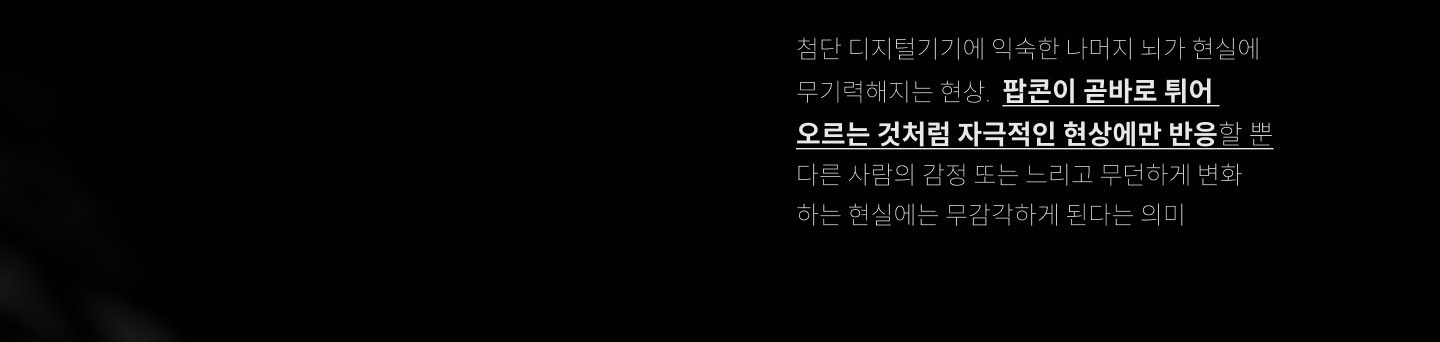 첨단 디지털기기에 익숙한 나머지 뇌가 현실에
무기력해지는 현상. 팝콘이 곧바로 튀어
오르는 것처럼 자극적인 현상에만 반응할 뿐
다른 사람의 감정 또는 느리고 무던하게 변화
하는 현실에는 무감각하게 된다는 의미